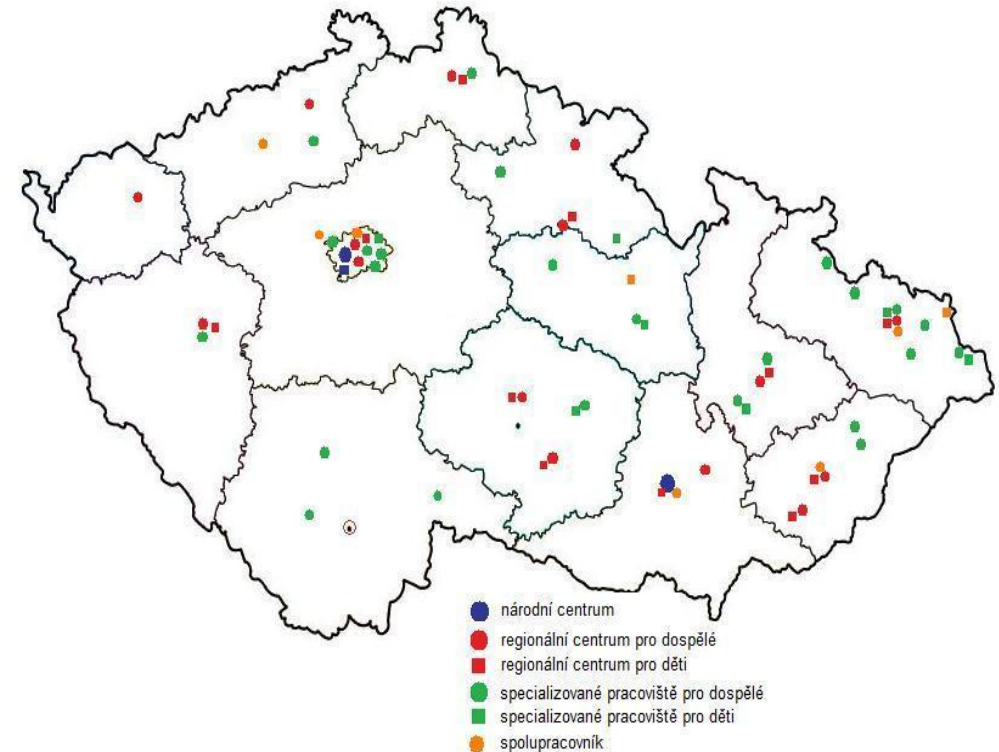 národní centrum
regionální centrum pro dospělé
regionální centrum pro děti
specializované pracoviště pro dospělé
specializované pracoviště pro děti
spolupracovník